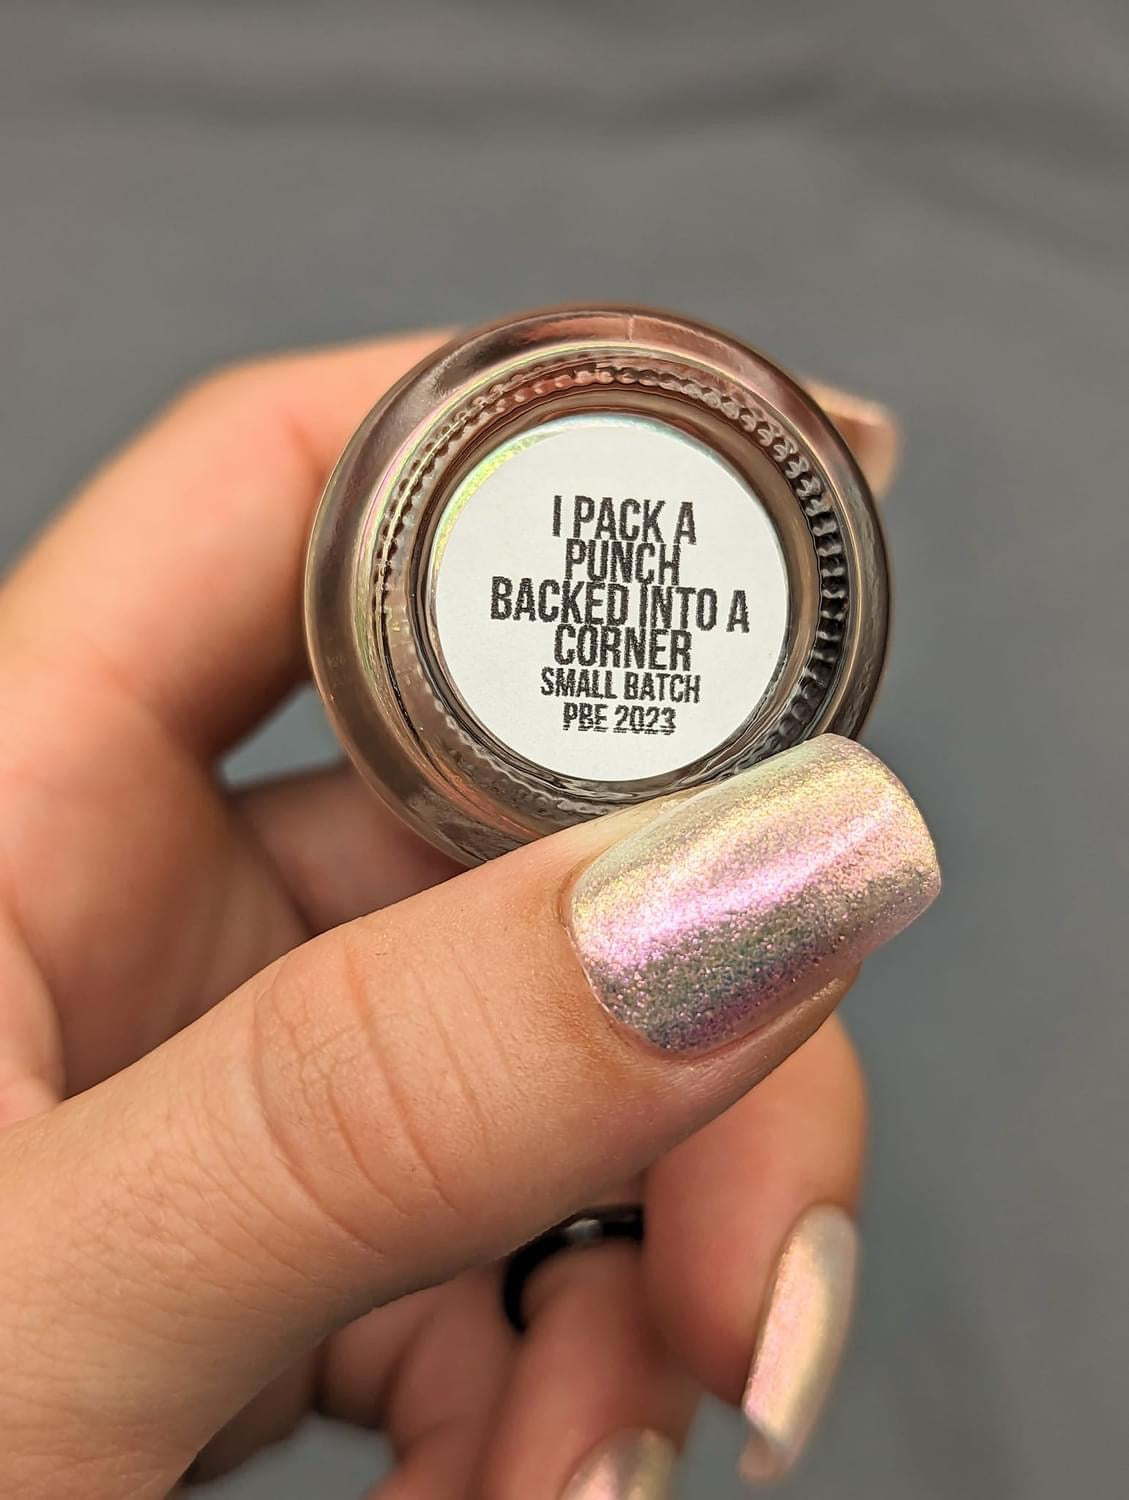 I PACK A
PUNCH
BACKED INTO A
CORNER
SMALL BATCH
PBE 2023